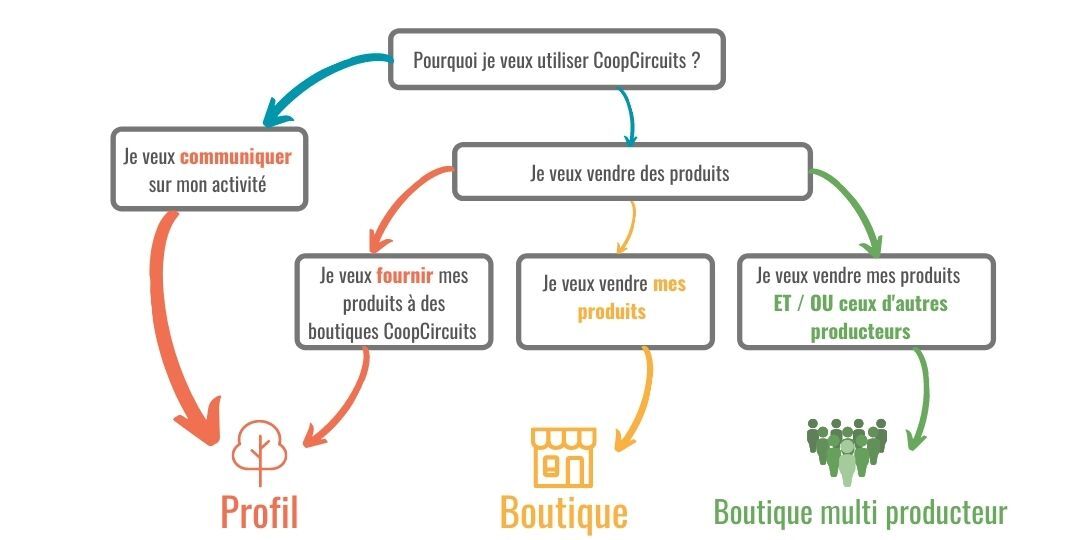 Pourquoi je veux utiliser CoopCircuits ?
Je veux communiquer
sur mon activité
Je veux vendre des produits
Je veux fournir mes
produits à des
boutiques CoopCircuits
Je veux vendre mes
produits
Je veux vendre mes produits
ET / OU ceux d'autres
producteurs
Profil
Boutique
Boutique multi producteur